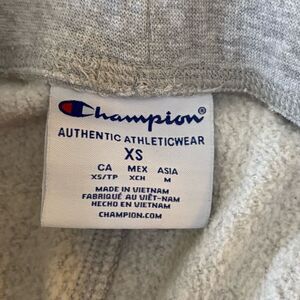 Champion®
AUTHENTIC ATHLETICWEAR
XS
CA MEX ASIA
XS/TP XCH M
MADE IN VIETNAM
FABRIQUÉ AU VIÊT-NAM
HECHO EN VIETNAM
CHAMPION.COM